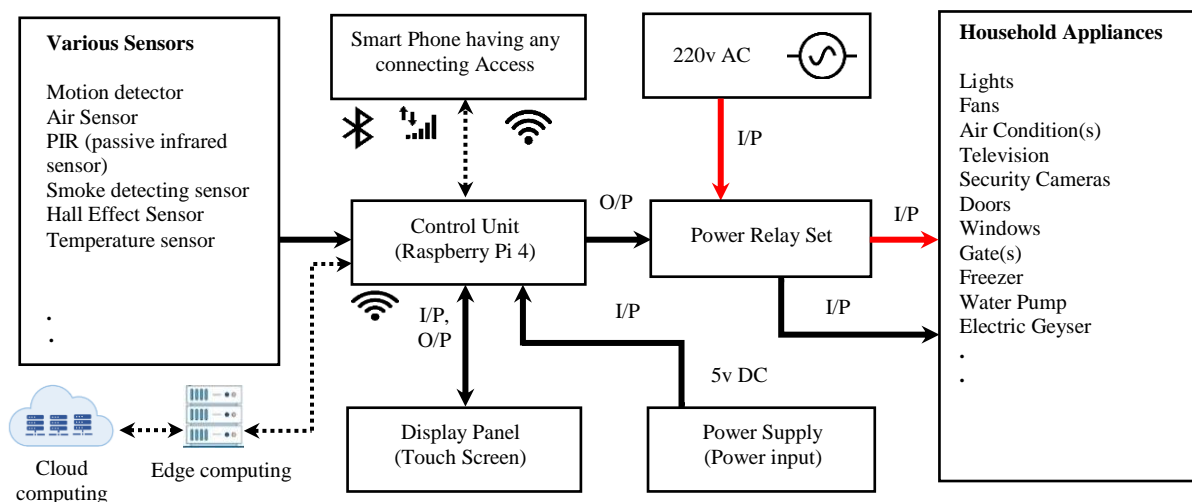 Various Sensors
Motion detector
Air Sensor
PIR (passive infrared
sensor)
Smoke detecting sensor
Hall Effect Sensor
Temperature sensor
.
.
Smart Phone having any
connecting Access
220v AC
I/P
Household Appliances
Lights
Fans
Air Condition(s)
Television
Security Cameras
Doors
Windows
Gate(s)
Freezer
Water Pump
Electric Geyser
.
.
Control Unit
(Raspberry Pi 4)
O/P
Power Relay Set
I/P
I/P
I/P,
O/P
I/P
5v DC
Display Panel
(Touch Screen)
Power Supply
(Power input)
Cloud
computing
Edge computing